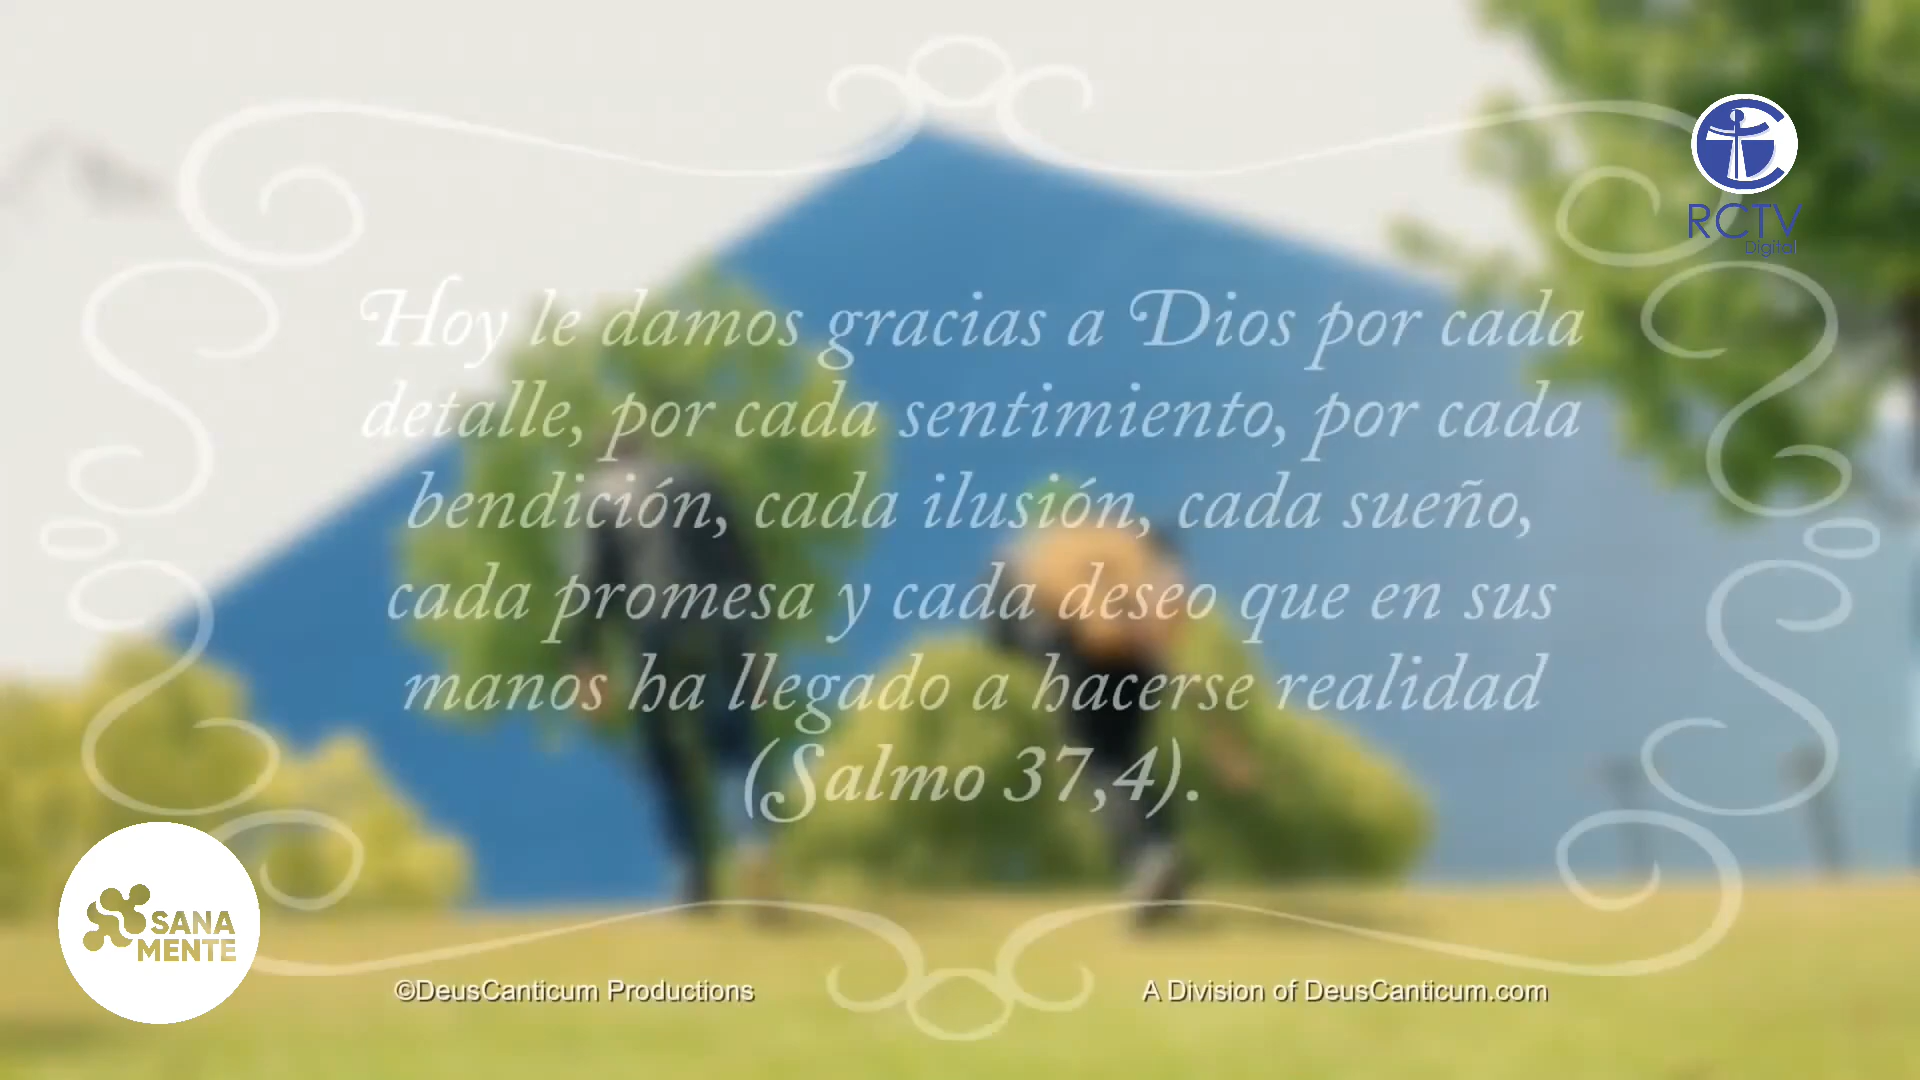 RCTV
Digital
Hoy le damos gracias a Dios por cada
detalle, por cada sentimiento, por cada
bendición, cada ilusión, cada sueño,
cada promesa y cada deseo que en sus
manos ha llegado a hacerse realidad
(Salmo 37,4).
SANA
MENTE
©DeusCanticum Productions
A Division of DeusCanticum.com